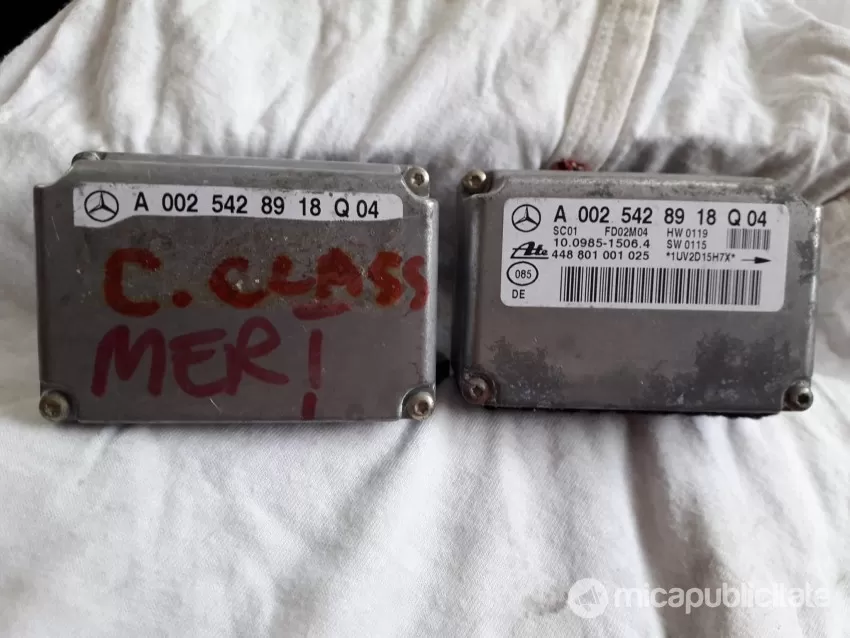 A 002 542 89 18 Q 04
C.CLASS
MER!
A 002 542 89 18 Q 04
SC01 FD02M04 HW 0119
10.0985-1506.4 SW 0115
Ate 448 801 001 025 *1UV2D15H7X*
085
DE
micapublicitate